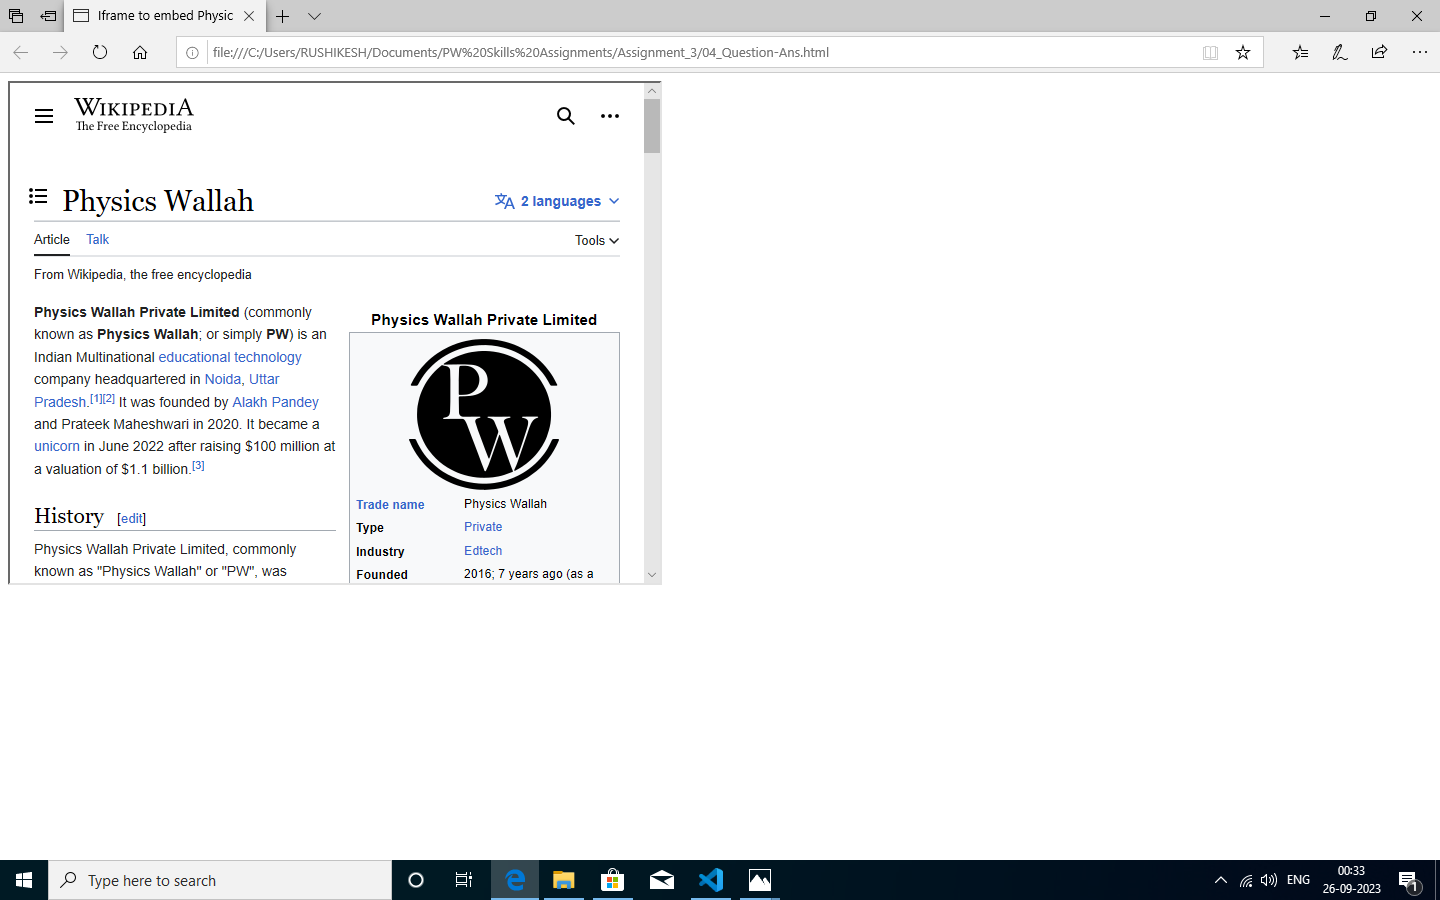 Iframe to embed Physic
file:///C:/Users/RUSHIKESH/Documents/PW%20Skills%20Assignments/Assignment_3/04_Question-Ans.html
WIKIPEDIA
The Free Encyclopedia
Physics Wallah
2 languages
Article Talk
Tools
From Wikipedia, the free encyclopedia
Physics Wallah Private Limited (commonly
known as Physics Wallah; or simply PW) is an
Indian Multinational educational technology
company headquartered in Noida, Uttar
Pradesh.[1][2] It was founded by Alakh Pandey
and Prateek Maheshwari in 2020. It became a
unicorn in June 2022 after raising $100 million at
a valuation of $1.1 billion.[3]
History [edit]
Physics Wallah Private Limited, commonly
known as "Physics Wallah" or "PW", was
Physics Wallah Private Limited
PW
Trade name Physics Wallah
Type Private
Industry Edtech
Founded 2016; 7 years ago (as a
Type here to search
ENG
00:33
26-09-2023
1